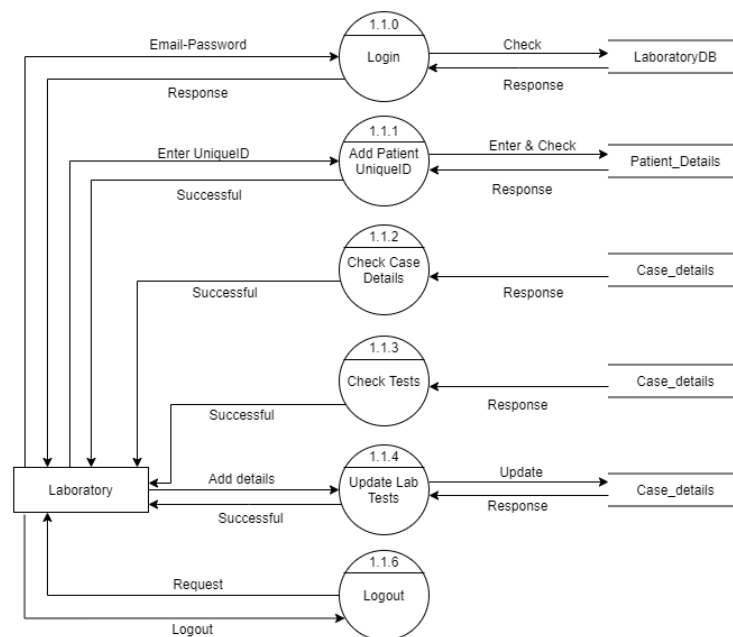 1.1.0
Email-Password
Login
Check
LaboratoryDB
Response
Response
1.1.1
Enter UniqueID
Add Patient
UniqueID
Enter & Check
Patient_Details
Successful
Response
1.1.2
Check Case
Details
Case_details
Successful
Response
1.1.3
Check Tests
Case_details
Successful
Response
1.1.4
Laboratory
Add details
Update Lab
Tests
Update
Case_details
Successful
Response
1.1.6
Request
Logout
Logout